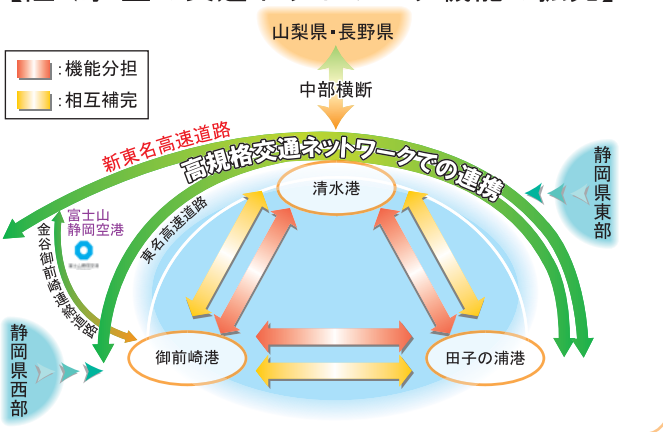 山梨県・長野県
：機能分担
：相互補完
中部横断
新東名高速道路
高規格交通ネットワークでの連携
静岡県東部
清水港
富士山
静岡空港
東名高速道路
金谷御前崎連絡道路
静岡県西部
御前崎港
田子の浦港